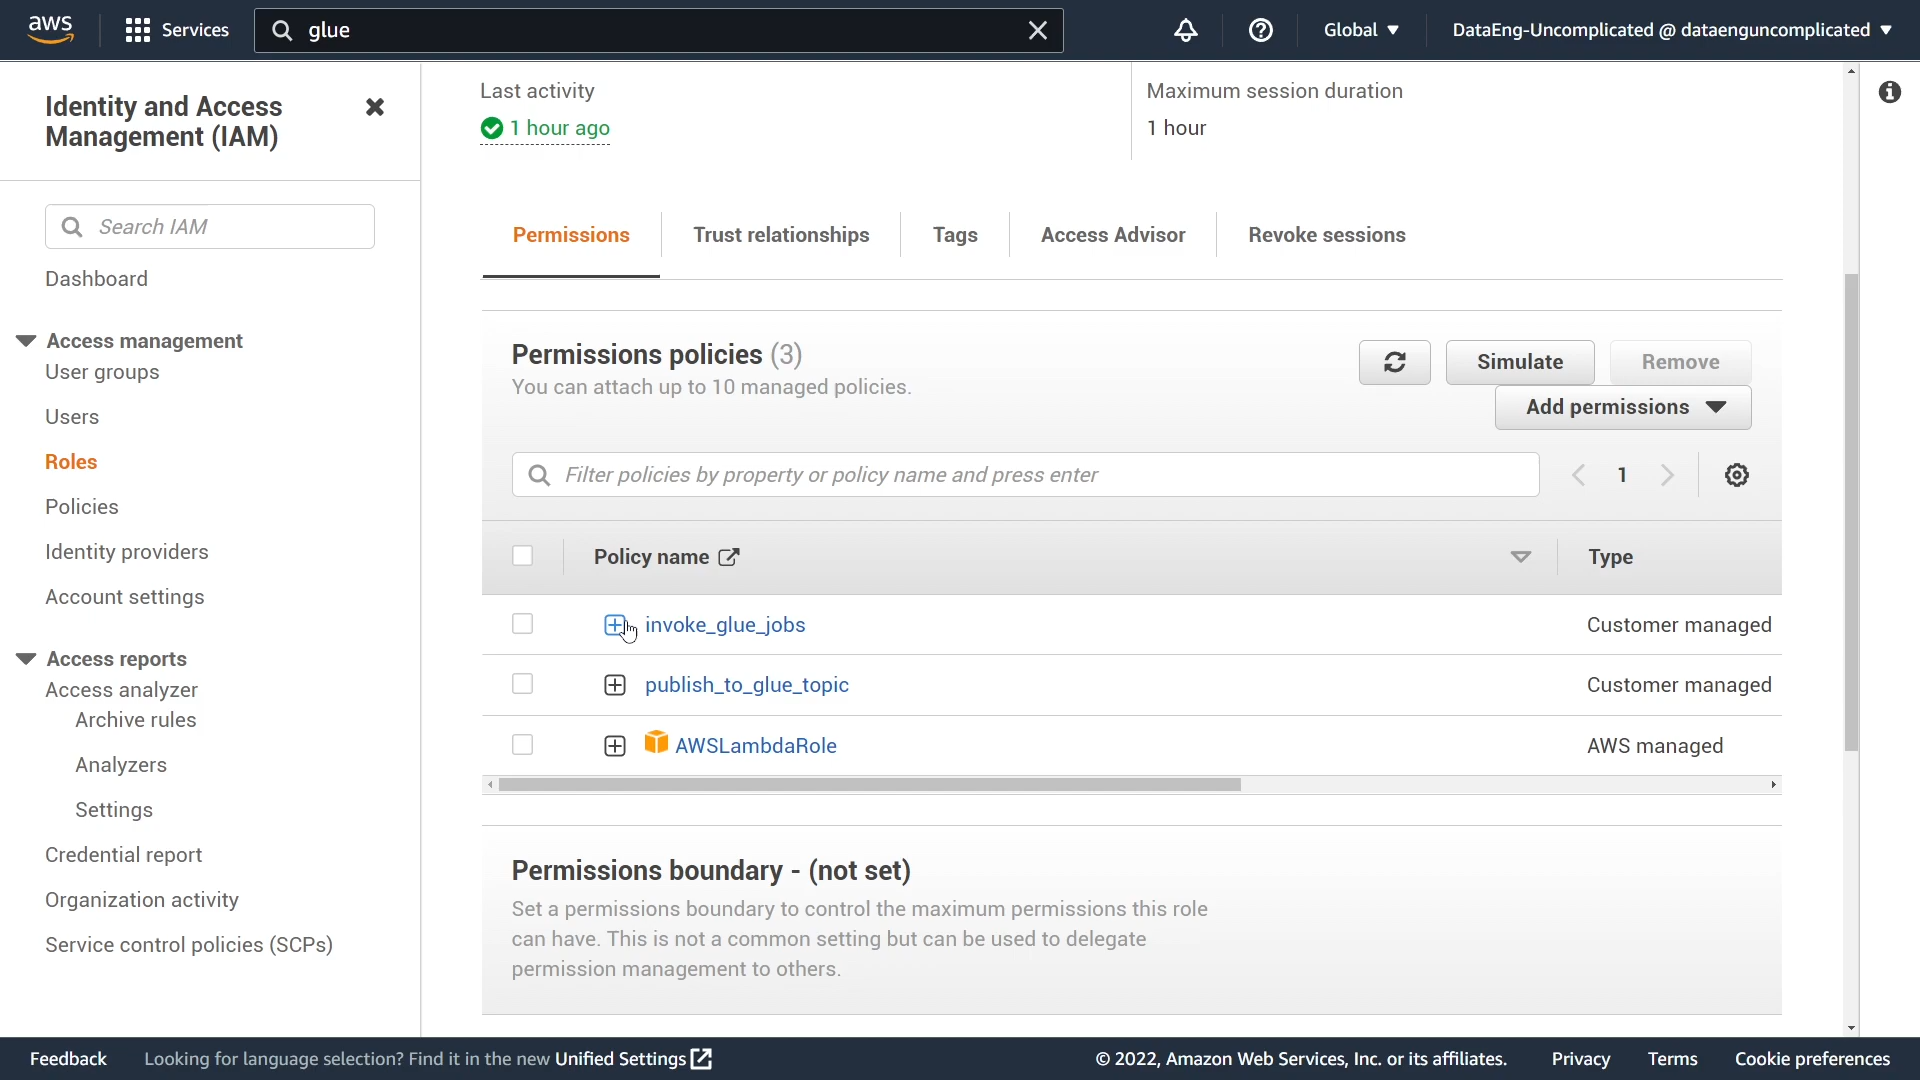 aws
Services
glue
Global
DataEng-Uncomplicated @ dataenguncomplicated
Identity and Access
Management (IAM)
Search IAM
Dashboard
Access management
User groups
Users
Roles
Policies
Identity providers
Account settings
Access reports
Access analyzer
Archive rules
Analyzers
Settings
Credential report
Organization activity
Service control policies (SCPs)
Last activity
1 hour ago
Maximum session duration
1 hour
Permissions
Trust relationships
Tags
Access Advisor
Revoke sessions
Permissions policies (3)
You can attach up to 10 managed policies.
Simulate
Remove
Add permissions
Filter policies by property or policy name and press enter
1
Policy name
Type
invoke_glue_jobs
Customer managed
publish_to_glue_topic
Customer managed
AWSLambdaRole
AWS managed
Permissions boundary - (not set)
Set a permissions boundary to control the maximum permissions this role
can have. This is not a common setting but can be used to delegate
permission management to others.
Feedback
Looking for language selection? Find it in the new Unified Settings
© 2022, Amazon Web Services, Inc. or its affiliates.
Privacy
Terms
Cookie preferences